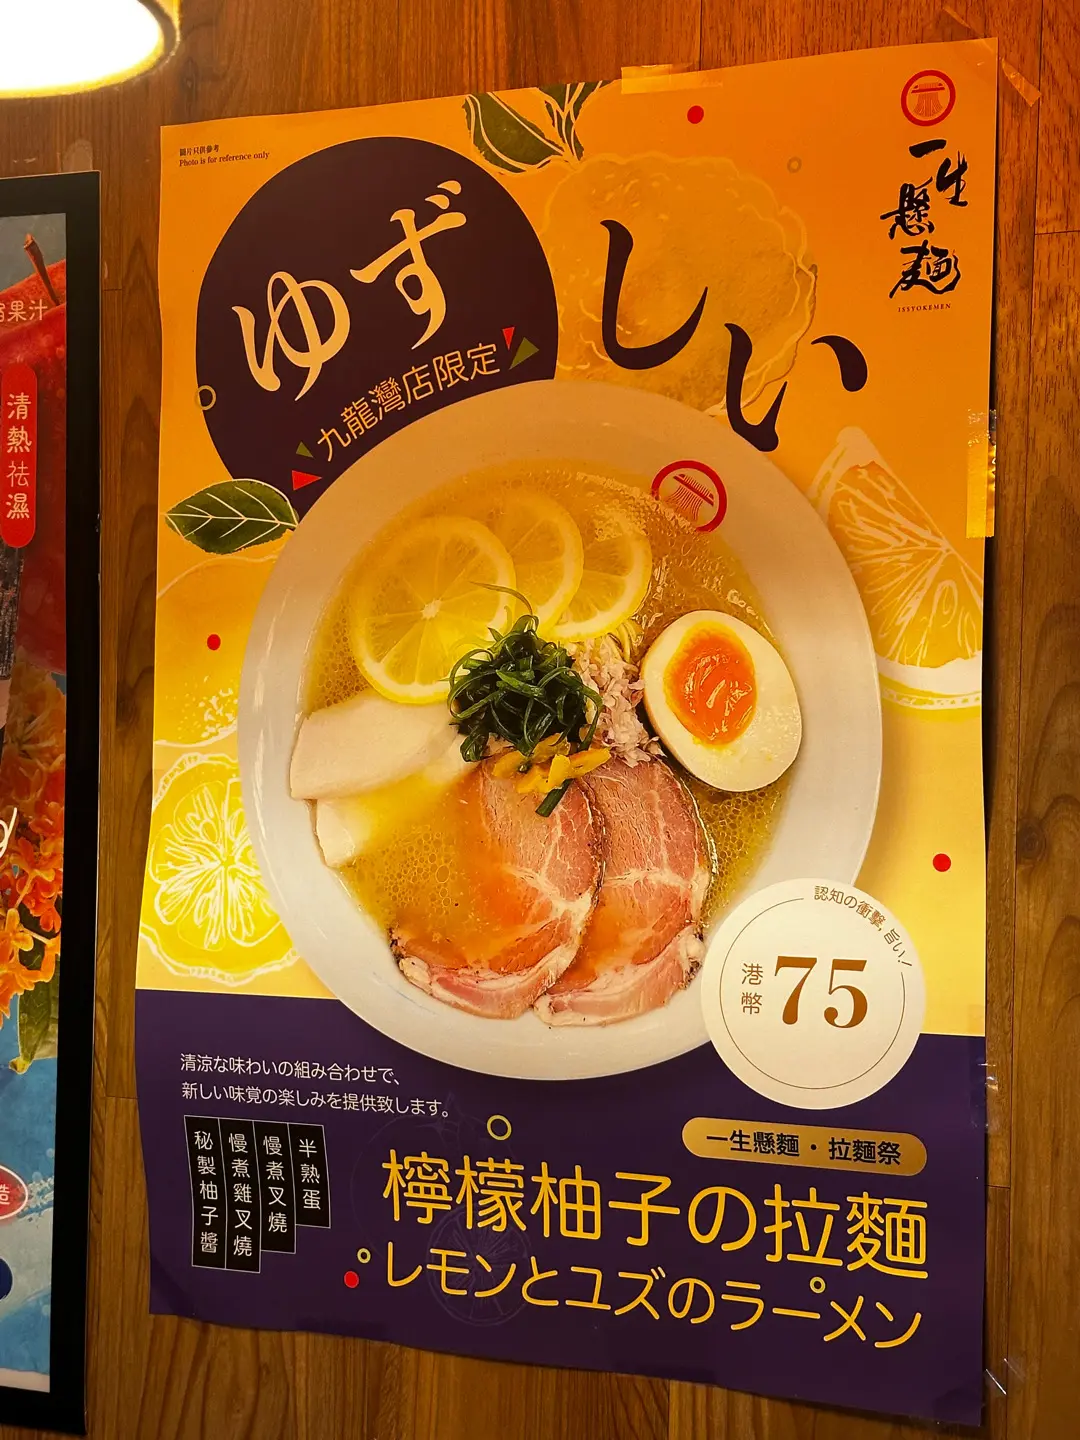 圖片只供參考
Photo is for reference only
一生懸麵
ISSYOKEMEN
ゆず
しい
九龍灣店限定
果汁
清熱祛濕
認知の衝撃,旨い!
港幣 75
清涼な味わいの組み合わせで、
新しい味覚の楽しみを提供致します。
半熟蛋
慢煮叉燒
慢煮雞叉燒
秘製柚子醬
一生懸麵・拉麵祭
檸檬柚子の拉麵
レモンとユズのラーメン
造